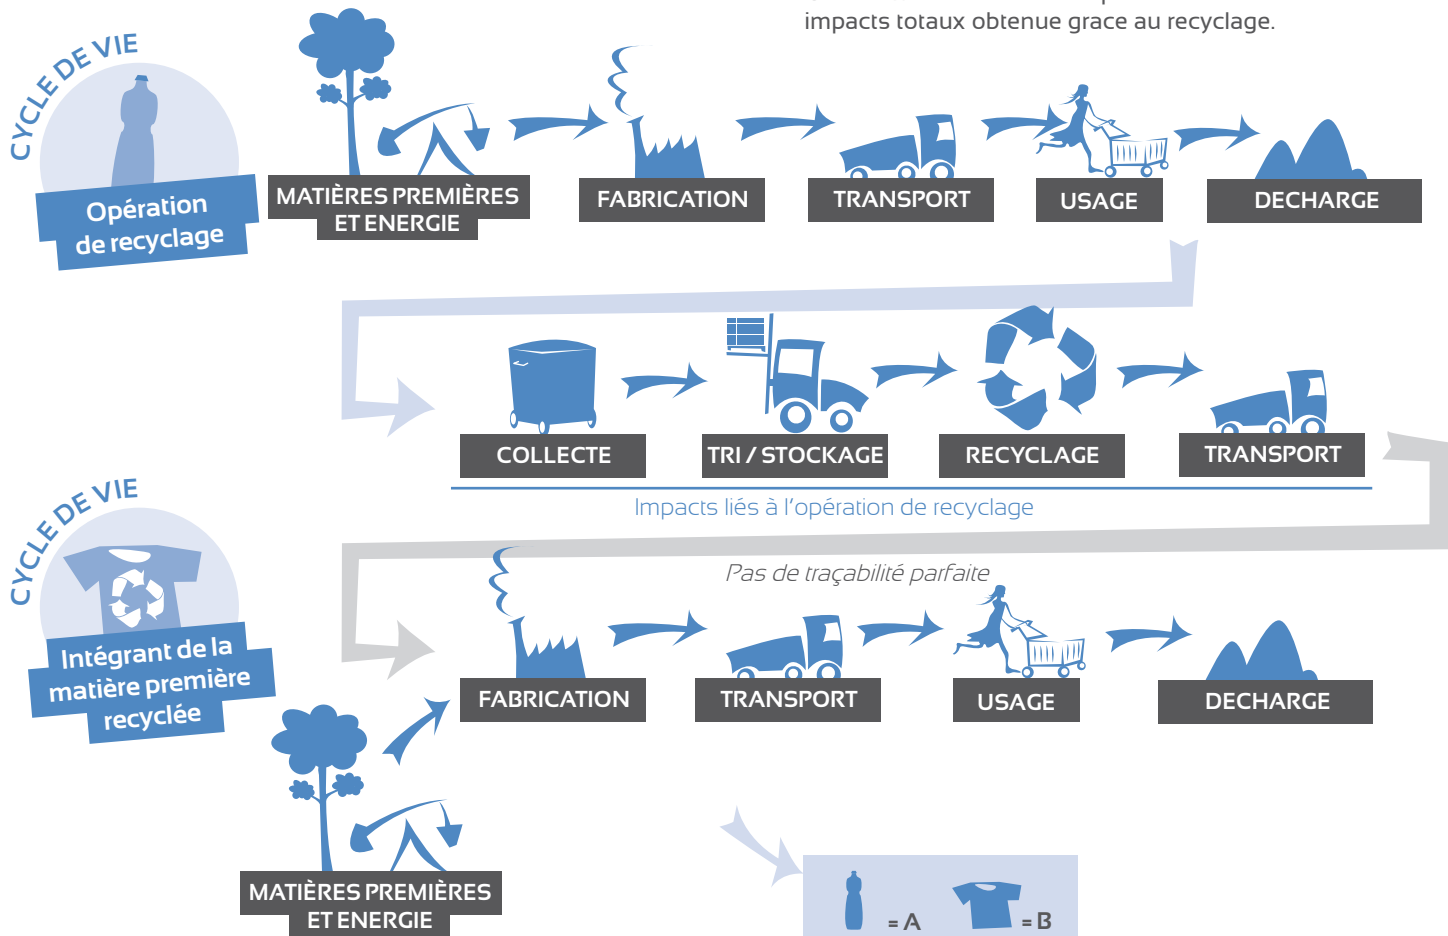 impacts totaux obtenue grace au recyclage.
CYCLE DE VIE
Opération
de recyclage
MATIÈRES PREMIÈRES
ET ENERGIE
FABRICATION
TRANSPORT
USAGE
DECHARGE
COLLECTE
TRI / STOCKAGE
RECYCLAGE
TRANSPORT
Impacts liés à l'opération de recyclage
CYCLE DE VIE
Intégrant de la
matière première
recyclée
Pas de traçabilité parfaite
FABRICATION
TRANSPORT
USAGE
DECHARGE
MATIÈRES PREMIÈRES
ET ENERGIE
= A
= B